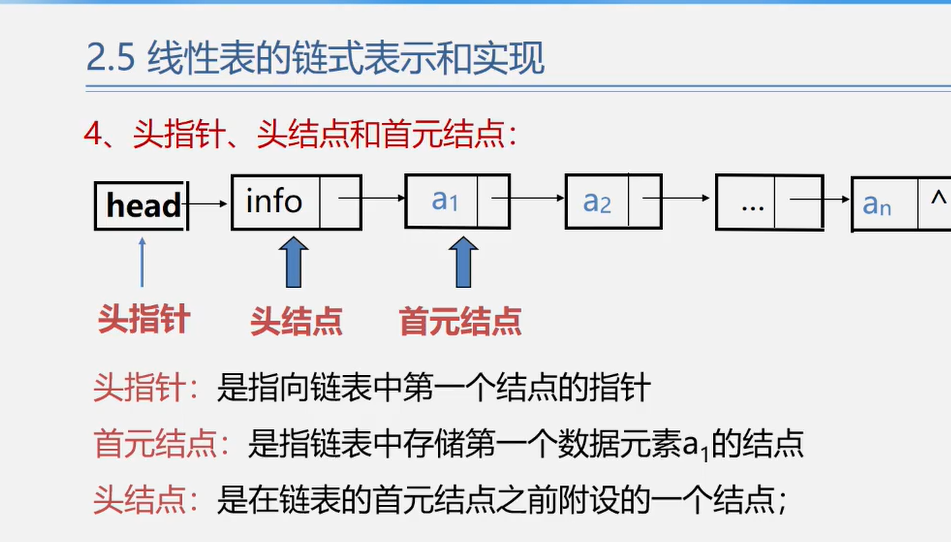 2.5 线性表的链式表示和实现
4、头指针、头结点和首元结点：
head info a1 a2 ... an ^
头指针 头结点 首元结点
头指针：是指向链表中第一个结点的指针
首元结点：是指链表中存储第一个数据元素a1的结点
头结点：是在链表的首元结点之前附设的一个结点；